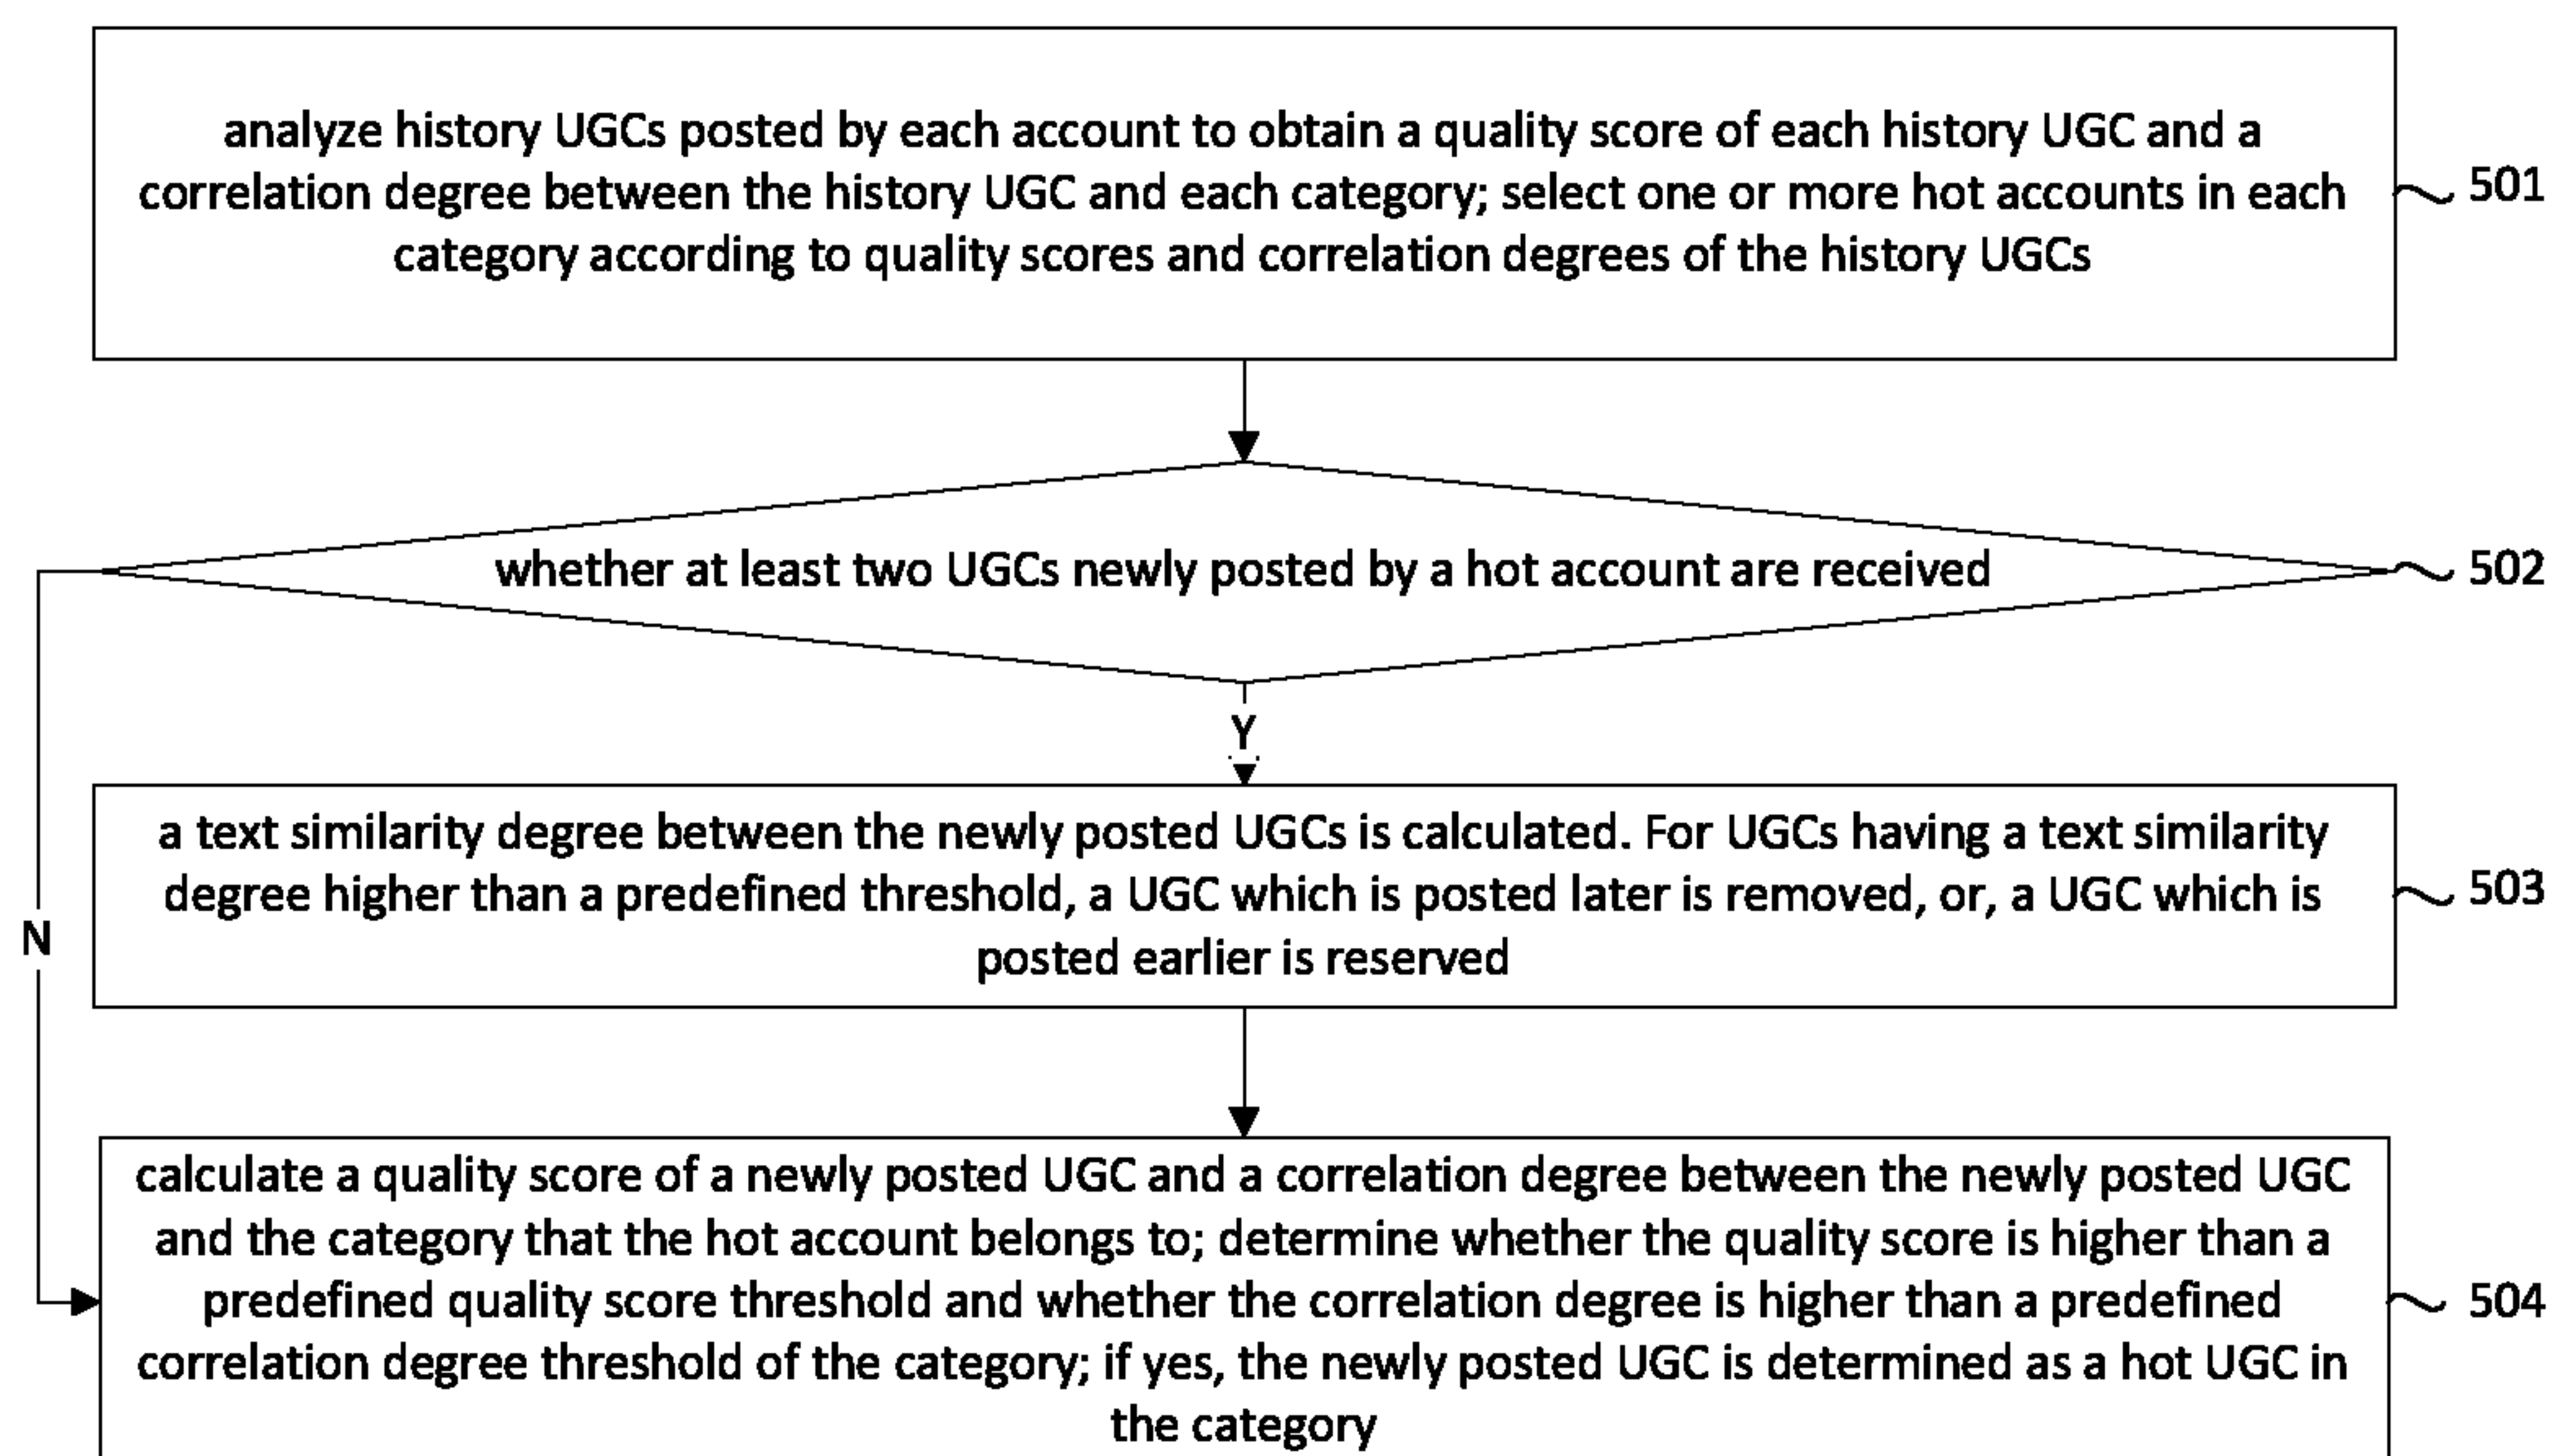 analyze history UGCs posted by each account to obtain a quality score of each history UGC and a
correlation degree between the history UGC and each category; select one or more hot accounts in each
category according to quality scores and correlation degrees of the history UGCs
501
whether at least two UGCs newly posted by a hot account are received
502
Y
a text similarity degree between the newly posted UGCs is calculated. For UGCs having a text similarity
degree higher than a predefined threshold, a UGC which is posted later is removed, or, a UGC which is
posted earlier is reserved
503
N
calculate a quality score of a newly posted UGC and a correlation degree between the newly posted UGC
and the category that the hot account belongs to; determine whether the quality score is higher than a
predefined quality score threshold and whether the correlation degree is higher than a predefined
correlation degree threshold of the category; if yes, the newly posted UGC is determined as a hot UGC in
the category
504